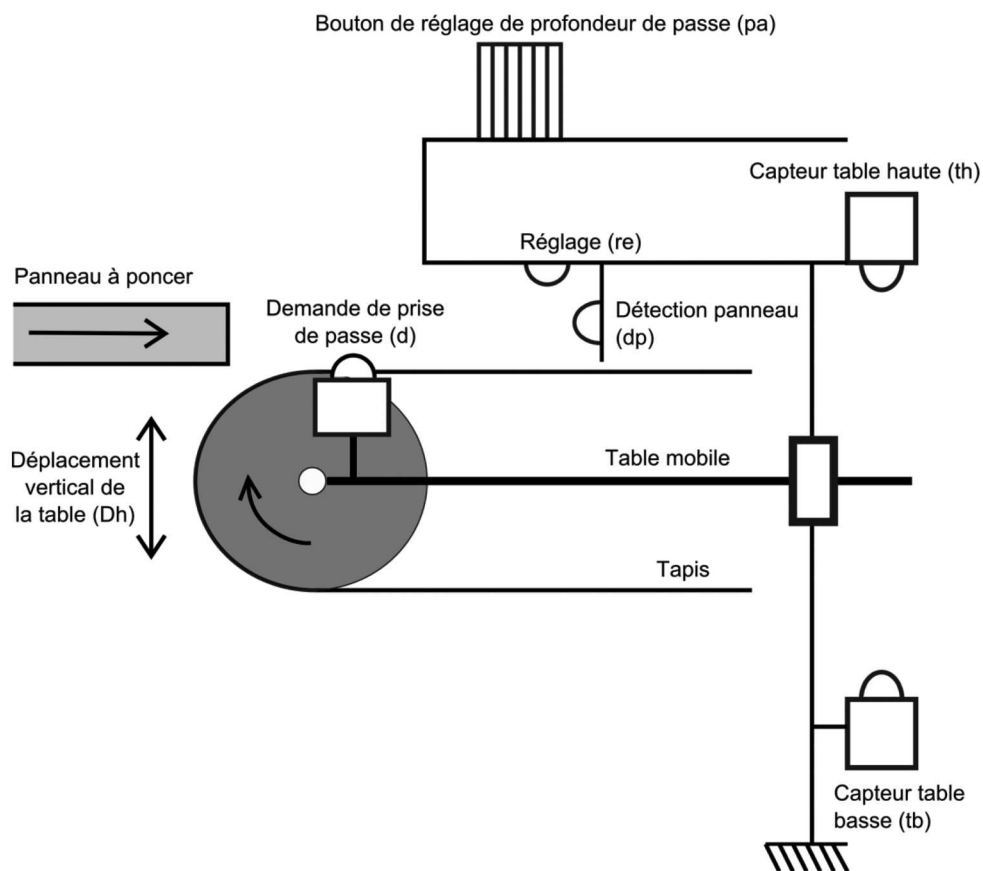 Bouton de réglage de profondeur de passe (pa)
Capteur table haute (th)
Réglage (re)
Panneau à poncer
Demande de prise
de passe (d)
Détection panneau
(dp)
Déplacement
vertical de
la table (Dh)
Table mobile
Tapis
Capteur table
basse (tb)